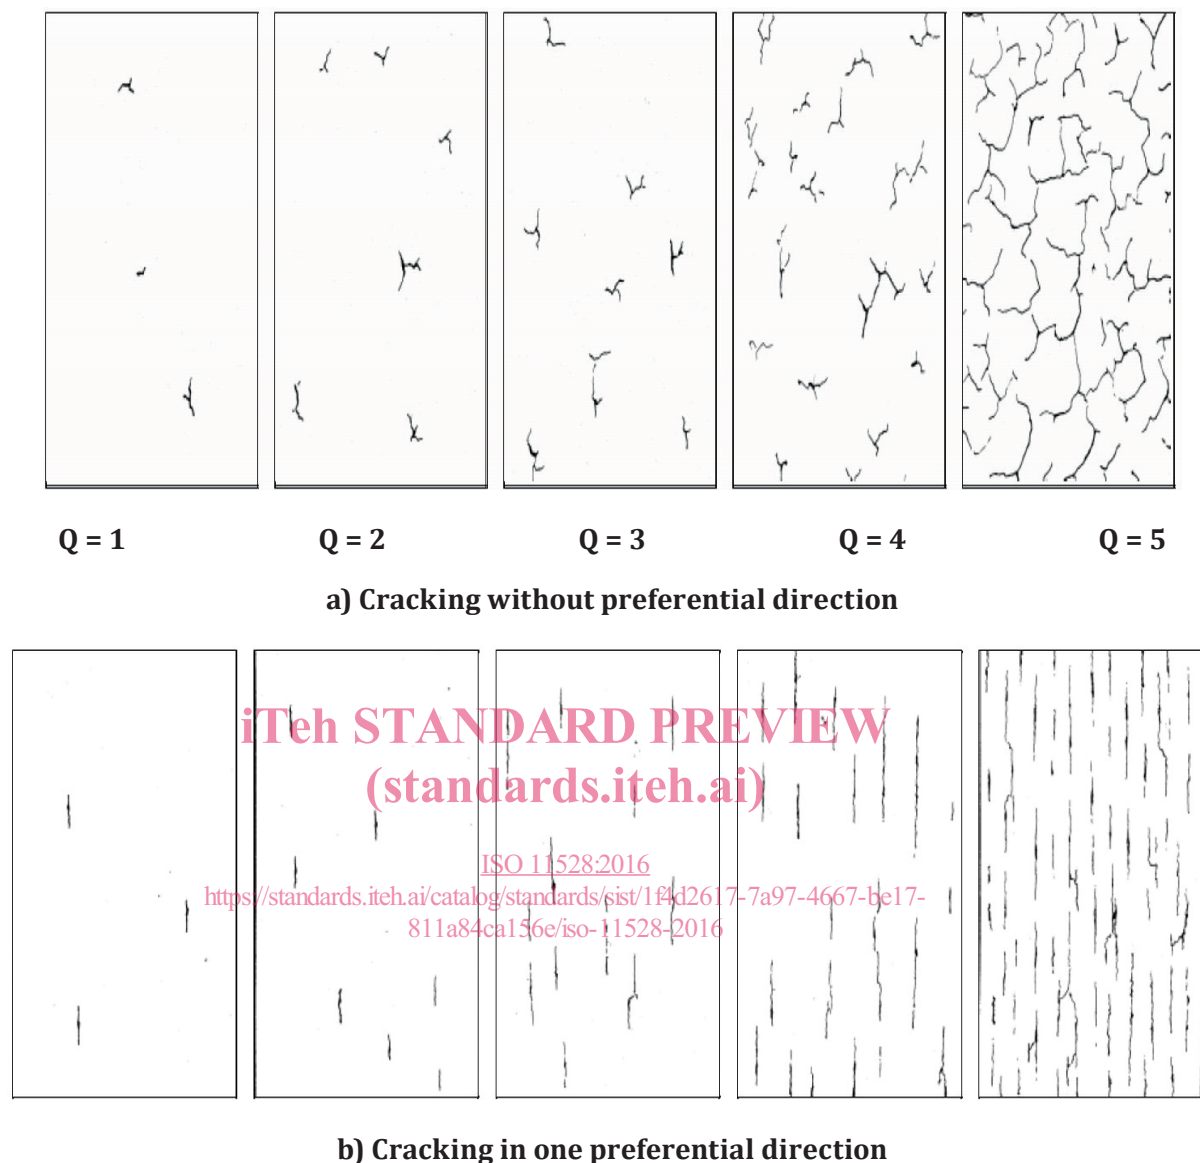 Q = 1 Q = 2 Q = 3 Q = 4 Q = 5
a) Cracking without preferential direction
iTeh STANDARD PREVIEW
(standards.iteh.ai)
ISO 11528:2016
https://standards.iteh.ai/catalog/standards/sist/1f4d2617-7a97-4667-be17-
811a84ca156e/iso-11528-2016
b) Cracking in one preferential direction